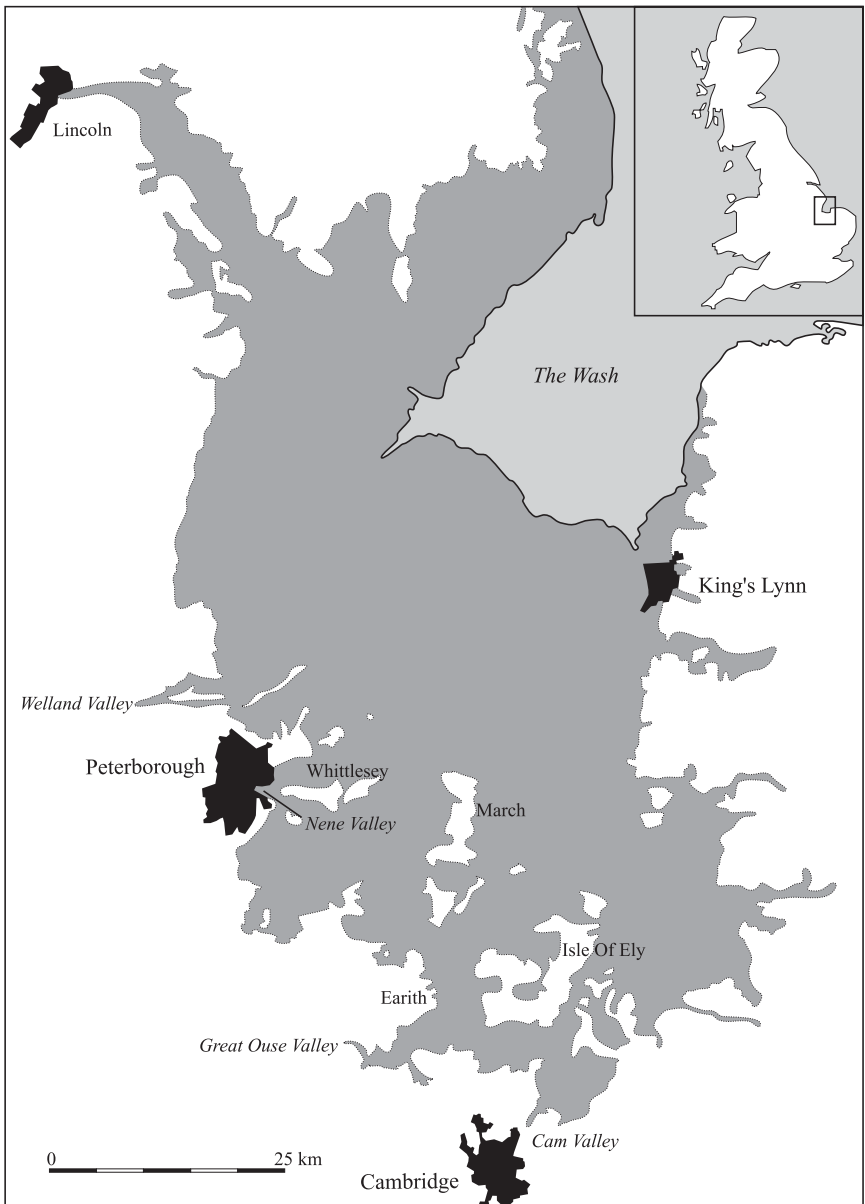 Lincoln
The Wash
King's Lynn
Welland Valley
Peterborough
Whittlesey
March
Nene Valley
Isle Of Ely
Earith
Great Ouse Valley
Cam Valley
0 25 km
Cambridge